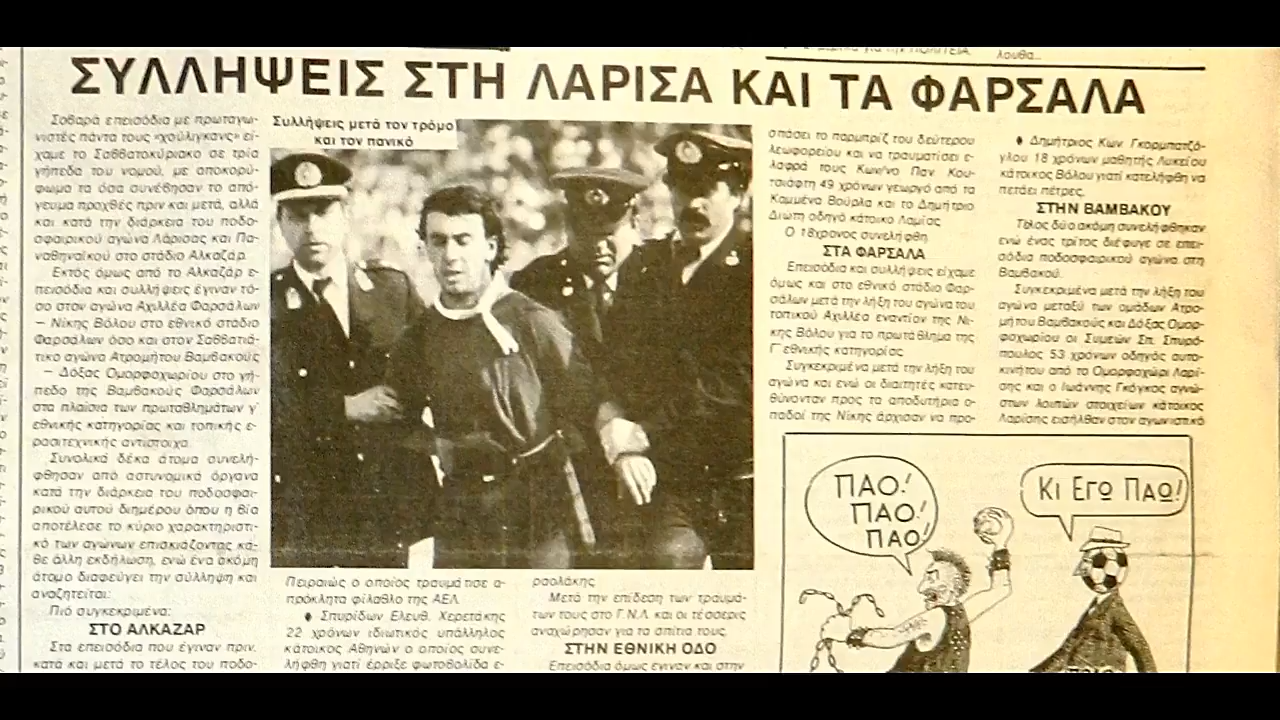 λουθα...
ΣΥΛΛΗΨΕΙΣ ΣΤΗ ΛΑΡΙΣΑ ΚΑΙ ΤΑ ΦΑΡΣΑΛΑ
Σοβαρά επεισόδια με πρωταγω-
νιστές πάντα τους «χούλιγκανς» εί-
χαμε το Σαββατοκύριακο σε τρία
γήπεδα του νομού, με αποκορύ-
φωμα τα όσα συνέβησαν το από-
γευμα προχθές πριν και μετά, αλλά
και κατά την διάρκεια του ποδο-
σφαιρικού αγώνα Λάρισας και Πα-
ναθηναϊκού στο στάδιο Αλκαζάρ.
Εκτός όμως από το Αλκαζάρ ε-
πεισόδια και συλλήψεις έγιναν τό-
σο στον αγώνα Αχιλλέα Φαρσάλων
— Νίκης Βόλου στο εθνικό στάδιο
Φαρσάλων όσο και στον Σαββατιά-
τικο αγώνα Ατρομήτου Βαμβακούς
— Δόξας Ομορφοχωρίου στο γή-
πεδο της Βαμβακούς Φαρσάλων
στα πλαίσια των πρωταθλημάτων γ'
εθνικής κατηγορίας και τοπικής ε-
ρασιτεχνικής αντίστοιχα.
Συνολικά δέκα άτομα συνελή-
φθησαν από αστυνομικά όργανα
κατά την διάρκεια του ποδοσφαι-
ρικού αυτού διημέρου όπου η βία
αποτέλεσε το κύριο χαρακτηριστι-
κό των αγώνων επισκιάζοντας κά-
θε άλλη εκδήλωση, ενώ ένα ακόμη
άτομο διαφεύγει την σύλληψη και
αναζητείται.
Πιό συγκεκριμένα:
ΣΤΟ ΑΛΚΑΖΑΡ
Στα επεισόδια που έγιναν πριν,
κατά και μετά το τέλος του ποδο-
Συλλήψεις μετά τον τρόμο
και τον πανικό
Πειραιώς ο οποίος τραυμάτισε α-
πρόκλητα φίλαθλο της ΑΕΛ.
♦ Σπυρίδων Ελευθ. Χερετάκης
22 χρόνων ιδιωτικός υπάλληλος
κάτοικος Αθηνών ο οποίος συνε-
λήφθη γιατί έρριξε φωτοβολίδα ε-
ραολάκης.
Μετά την επίδεση των τραυμά-
των τους στο Γ.Ν.Λ και οι τέσσερις
αναχώρησαν για τα σπίτια τους.
ΣΤΗΝ ΕΘΝΙΚΗ ΟΔΟ
Επεισόδια όμως έγιναν και στην
σπάσει το παρμπρίζ του δεύτερου
λεωφορείου και να τραυματίσει ε-
λαφρά τους Κων/νο Παν. Κου-
τσιάφτη 49 χρόνων γεωργό από τα
Καμμένα Βούρλα και το Δημήτριο
Διώτη οδηγό κάτοικο Λαμίας.
Ο 18χρονος συνελήφθη.
ΣΤΑ ΦΑΡΣΑΛΑ
Επεισόδια και συλλήψεις είχαμε
όμως και στο εθνικό στάδιο Φαρ-
σάλων μετά την λήξη του αγώνα του
τοπικού Αχιλλέα εναντίον της Νί-
κης Βόλου για το πρωτάθλημα της
Γ' εθνικής κατηγορίας.
Συγκεκριμένα μετά την λήξη του
αγώνα και ενώ οι διαιτητές κατευ-
θύνονταν προς τα αποδυτήρια ο-
παδοί της Νίκης άρχισαν να προ-
♦ Δημήτριος Κων. Γκορμπατζό-
γλου 18 χρόνων μαθητής Λυκείου
κάτοικος Βόλου γιατί κατελήφθη να
πετάει πέτρες.
ΣΤΗΝ ΒΑΜΒΑΚΟΥ
Τέλος δύο ακόμη συνελήφθηκαν
ενώ ένας τρίτος διέφυγε σε επει-
σόδια ποδοσφαιρικού αγώνα στη
Βαμβακού.
Συγκεκριμένα μετά την λήξη του
αγώνα μεταξύ των ομάδων Ατρο-
μήτου Βαμβακούς και Δόξας Ομορ-
φοχωρίου οι Συμεών Σπ. Σπυρό-
πουλος 53 χρόνων οδηγός αυτο-
κινήτου από το Ομορφοχώρι Λαρί-
σης και ο Ιωάννης Γκόγκος αγνώ-
στων λοιπών στοιχείων κάτοικος
Λαρίσης εισήλθαν στον αγωνιστικό
ΠΑΟ!
ΠΑΟ!
ΠΑΟ!
ΚΙ ΕΓΩ ΠΑΩ!